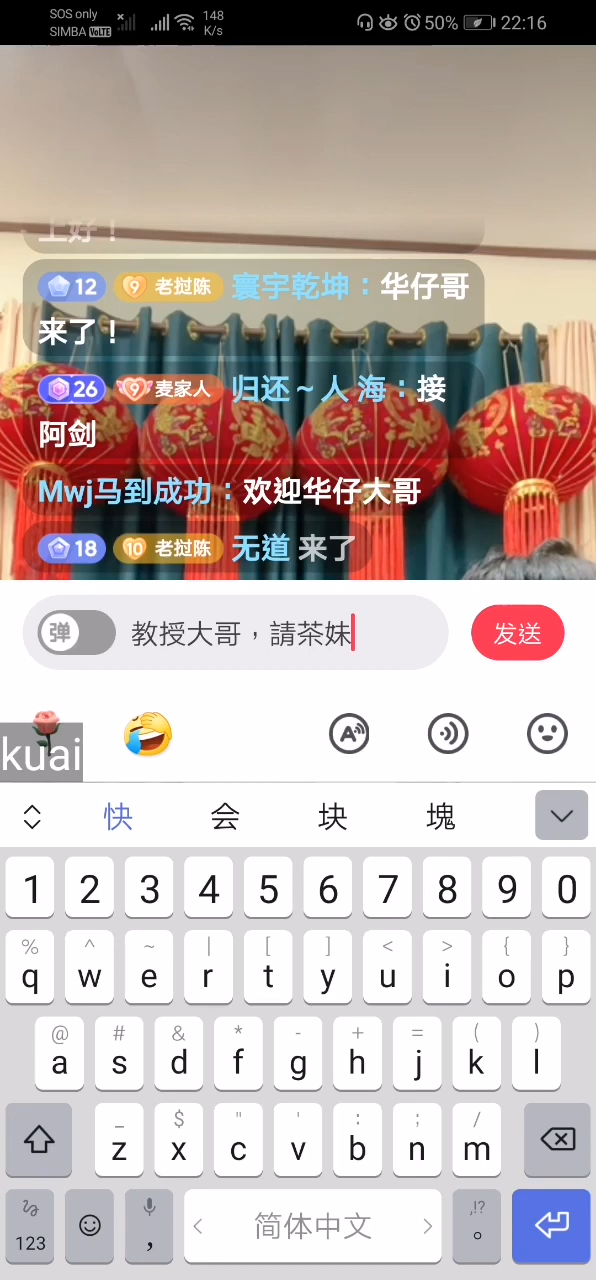 SOS only
SIMBA VoLTE
148
K/s
50%
22:16
上好！
12 9 老挝陈 寰宇乾坤：华仔哥
来了！
26 9 麦家人 归还～人 海：接
阿剑
Mwj马到成功：欢迎华仔大哥
18 10 老挝陈 无道 来了
弹 教授大哥，請茶妹 发送
kuai
快 会 块 塊
1 2 3 4 5 6 7 8 9 0
% ^ ~ | [ ] < > { }
q w e r t y u i o p
@ # & * - + = ( )
a s d f g h j k l
_ $ " ' : ; /
z x c v b n m
,!?
123 , 简体中文 。